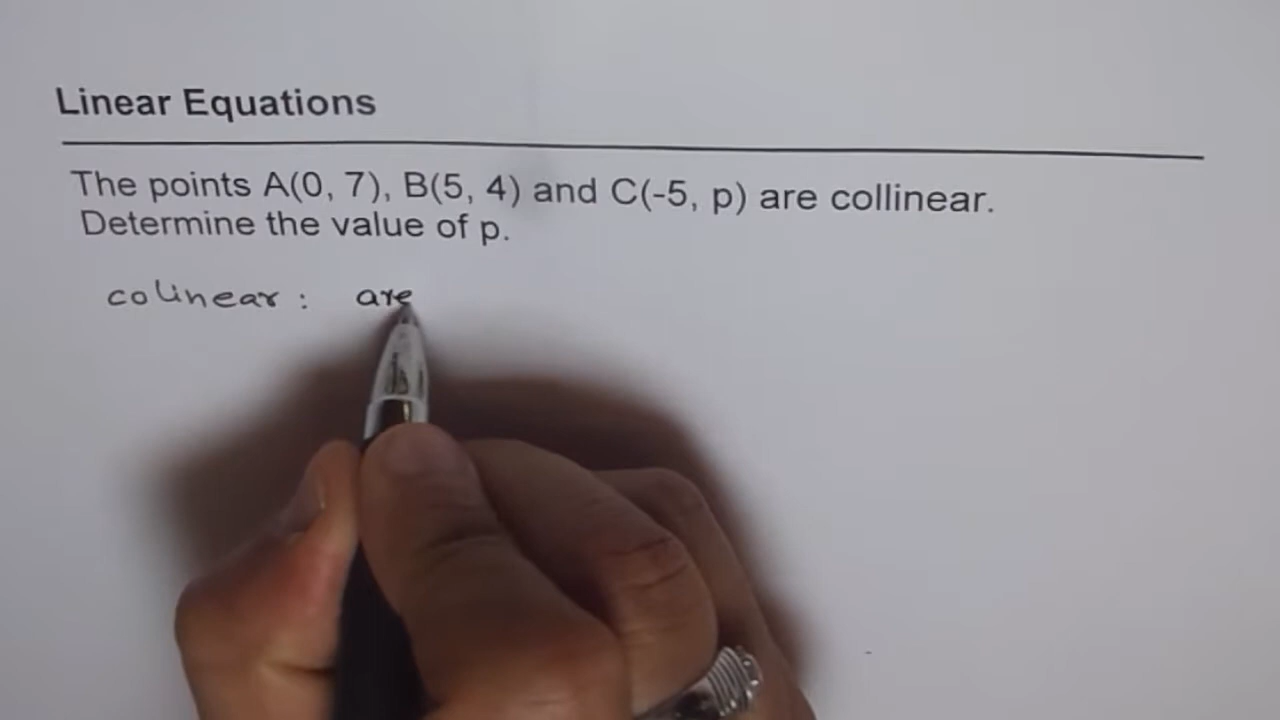 Linear Equations
The points A(0, 7), B(5, 4) and C(-5, p) are collinear.
Determine the value of p.
colinear : are